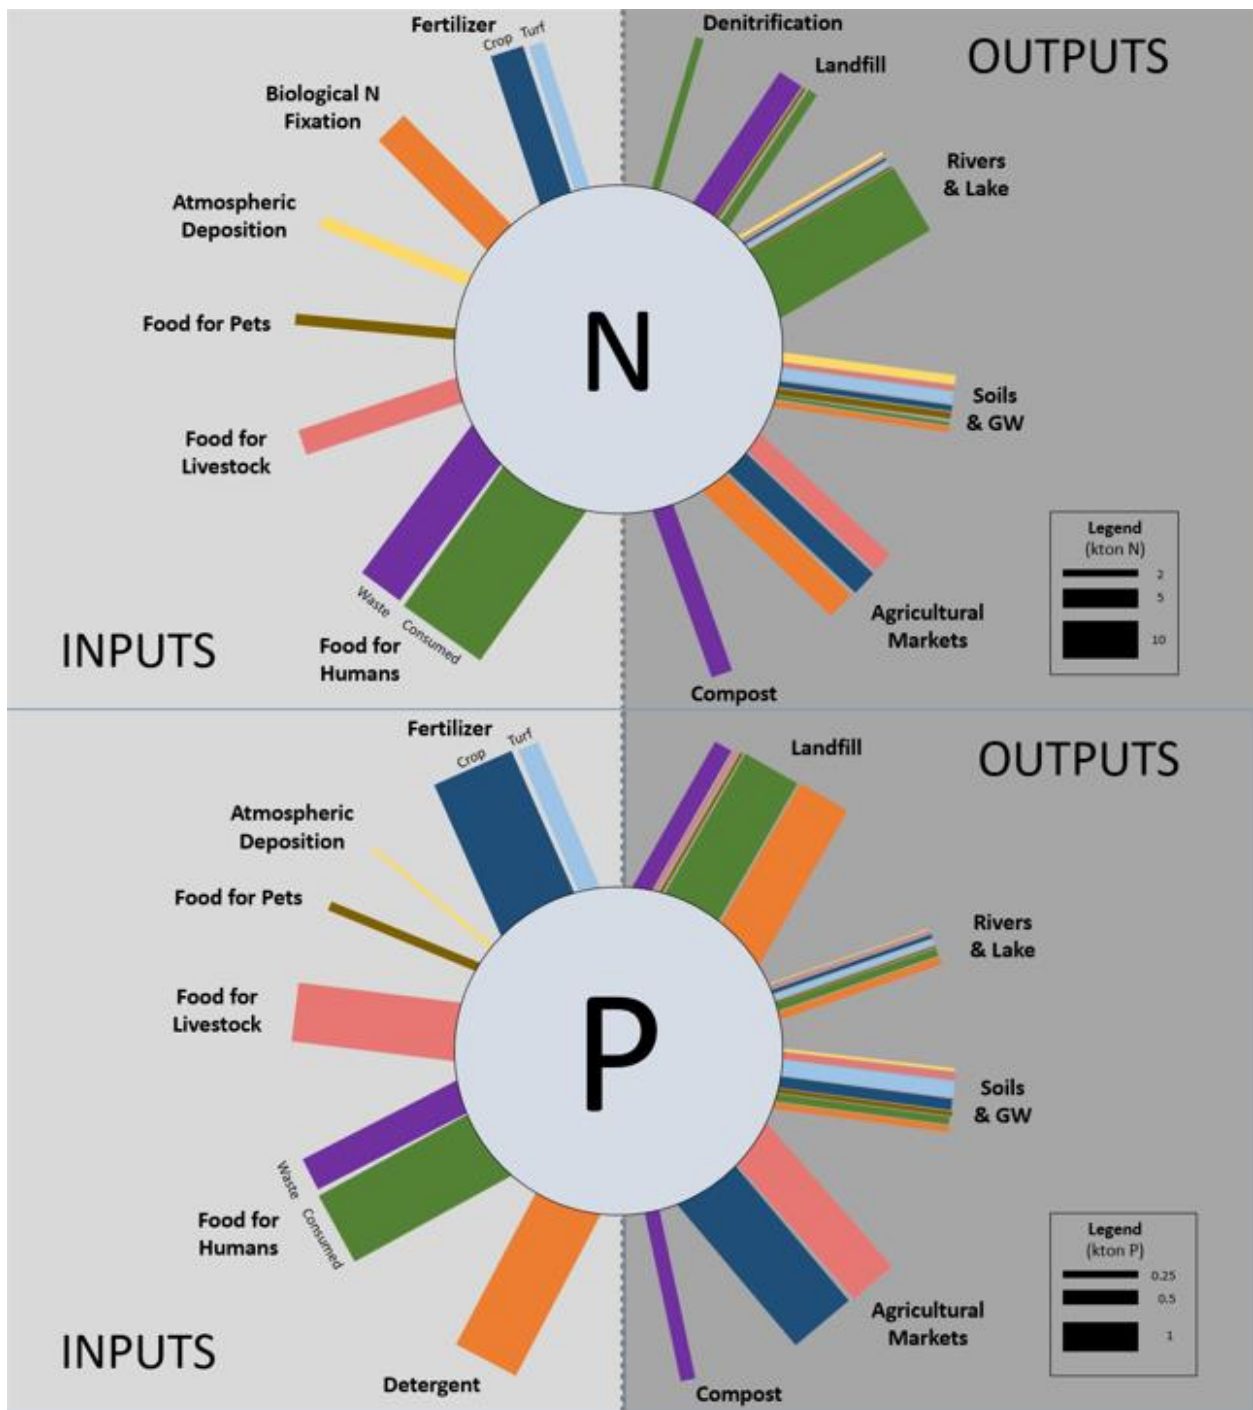 Fertilizer
Crop
Turf
Biological N
Fixation
Atmospheric
Deposition
Food for Pets
Food for
Livestock
Waste
Consumed
Food for
Humans
INPUTS
N
Denitrification
OUTPUTS
Landfill
Rivers
& Lake
Soils
& GW
Agricultural
Markets
Compost
Legend
(kton N)
2
5
10
Fertilizer
Crop
Turf
Atmospheric
Deposition
Food for Pets
Food for
Livestock
Waste
Consumed
Food for
Humans
Detergent
INPUTS
P
Landfill
OUTPUTS
Rivers
& Lake
Soils
& GW
Agricultural
Markets
Compost
Legend
(kton P)
0.25
0.5
1